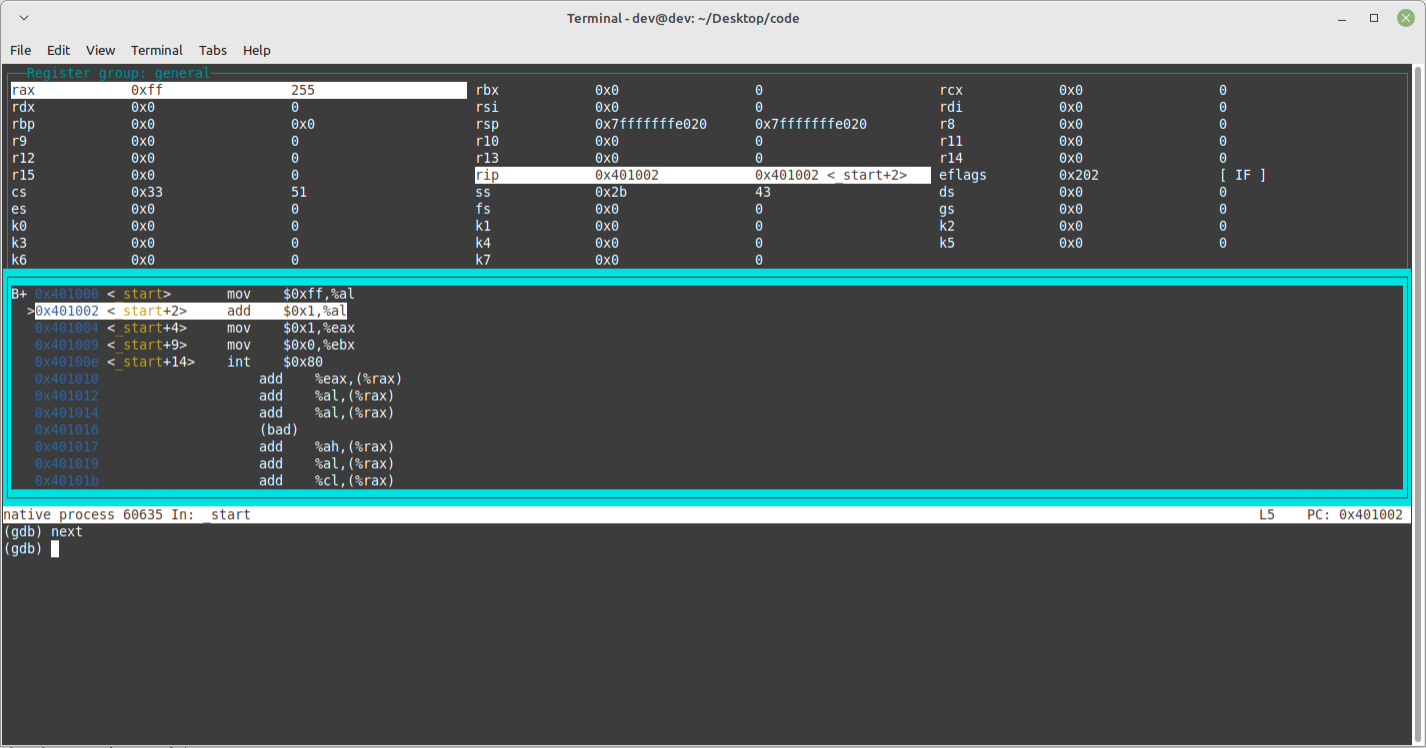 Terminal - dev@dev: ~/Desktop/code
File Edit View Terminal Tabs Help
Register group: general
rax 0xff 255 rbx 0x0 0 rcx 0x0 0
rdx 0x0 0 rsi 0x0 0 rdi 0x0 0
rbp 0x0 0x0 rsp 0x7fffffffe020 0x7fffffffe020 r8 0x0 0
r9 0x0 0 r10 0x0 0 r11 0x0 0
r12 0x0 0 r13 0x0 0 r14 0x0 0
r15 0x0 0 rip 0x401002 0x401002 <_start+2> eflags 0x202 [ IF ]
cs 0x33 51 ss 0x2b 43 ds 0x0 0
es 0x0 0 fs 0x0 0 gs 0x0 0
k0 0x0 0 k1 0x0 0 k2 0x0 0
k3 0x0 0 k4 0x0 0 k5 0x0 0
k6 0x0 0 k7 0x0 0
B+ 0x401000 <_start> mov $0xff,%al
>0x401002 <_start+2> add $0x1,%al
0x401004 <_start+4> mov $0x1,%eax
0x401009 <_start+9> mov $0x0,%ebx
0x40100e <_start+14> int $0x80
0x401010 add %eax,(%rax)
0x401012 add %al,(%rax)
0x401014 add %al,(%rax)
0x401016 (bad)
0x401017 add %ah,(%rax)
0x401019 add %al,(%rax)
0x40101b add %cl,(%rax)
native process 60635 In: _start L5 PC: 0x401002
(gdb) next
(gdb)